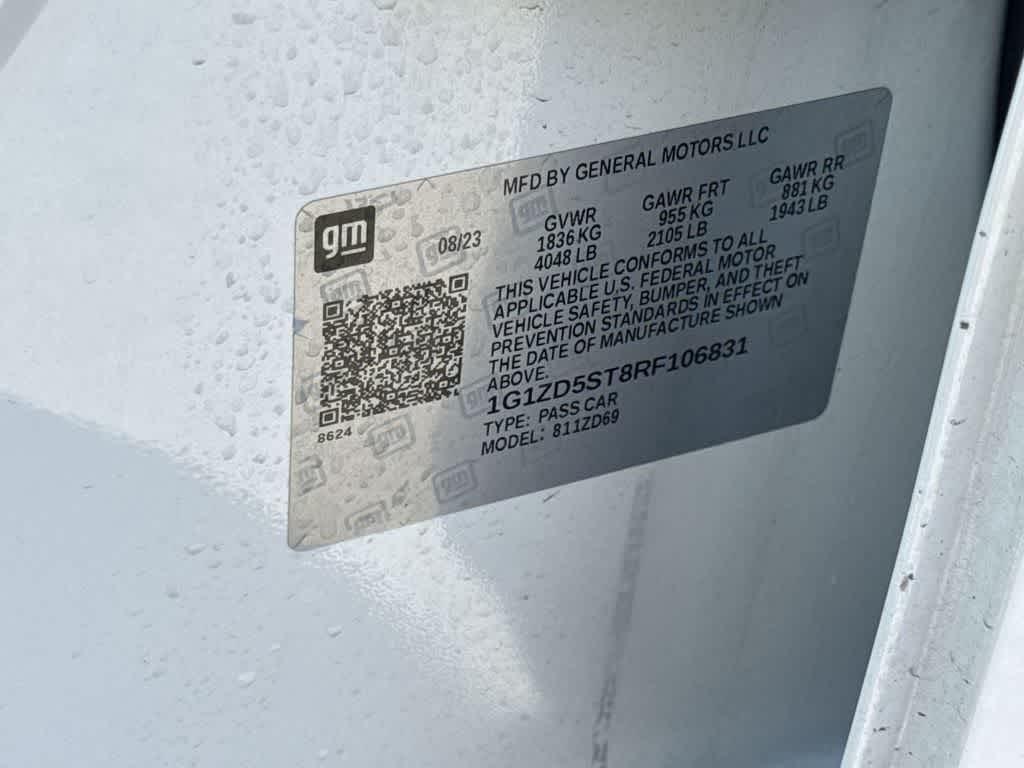 MFD BY GENERAL MOTORS LLC
gm
08/23
GVWR GAWR FRT GAWR RR
1836 KG 955 KG 881 KG
4048 LB 2105 LB 1943 LB
THIS VEHICLE CONFORMS TO ALL
APPLICABLE U.S. FEDERAL MOTOR
VEHICLE SAFETY, BUMPER, AND THEFT
PREVENTION STANDARDS IN EFFECT ON
THE DATE OF MANUFACTURE SHOWN
ABOVE.
1G1ZD5ST8RF106831
TYPE: PASS CAR
MODEL: 811ZD69
8624